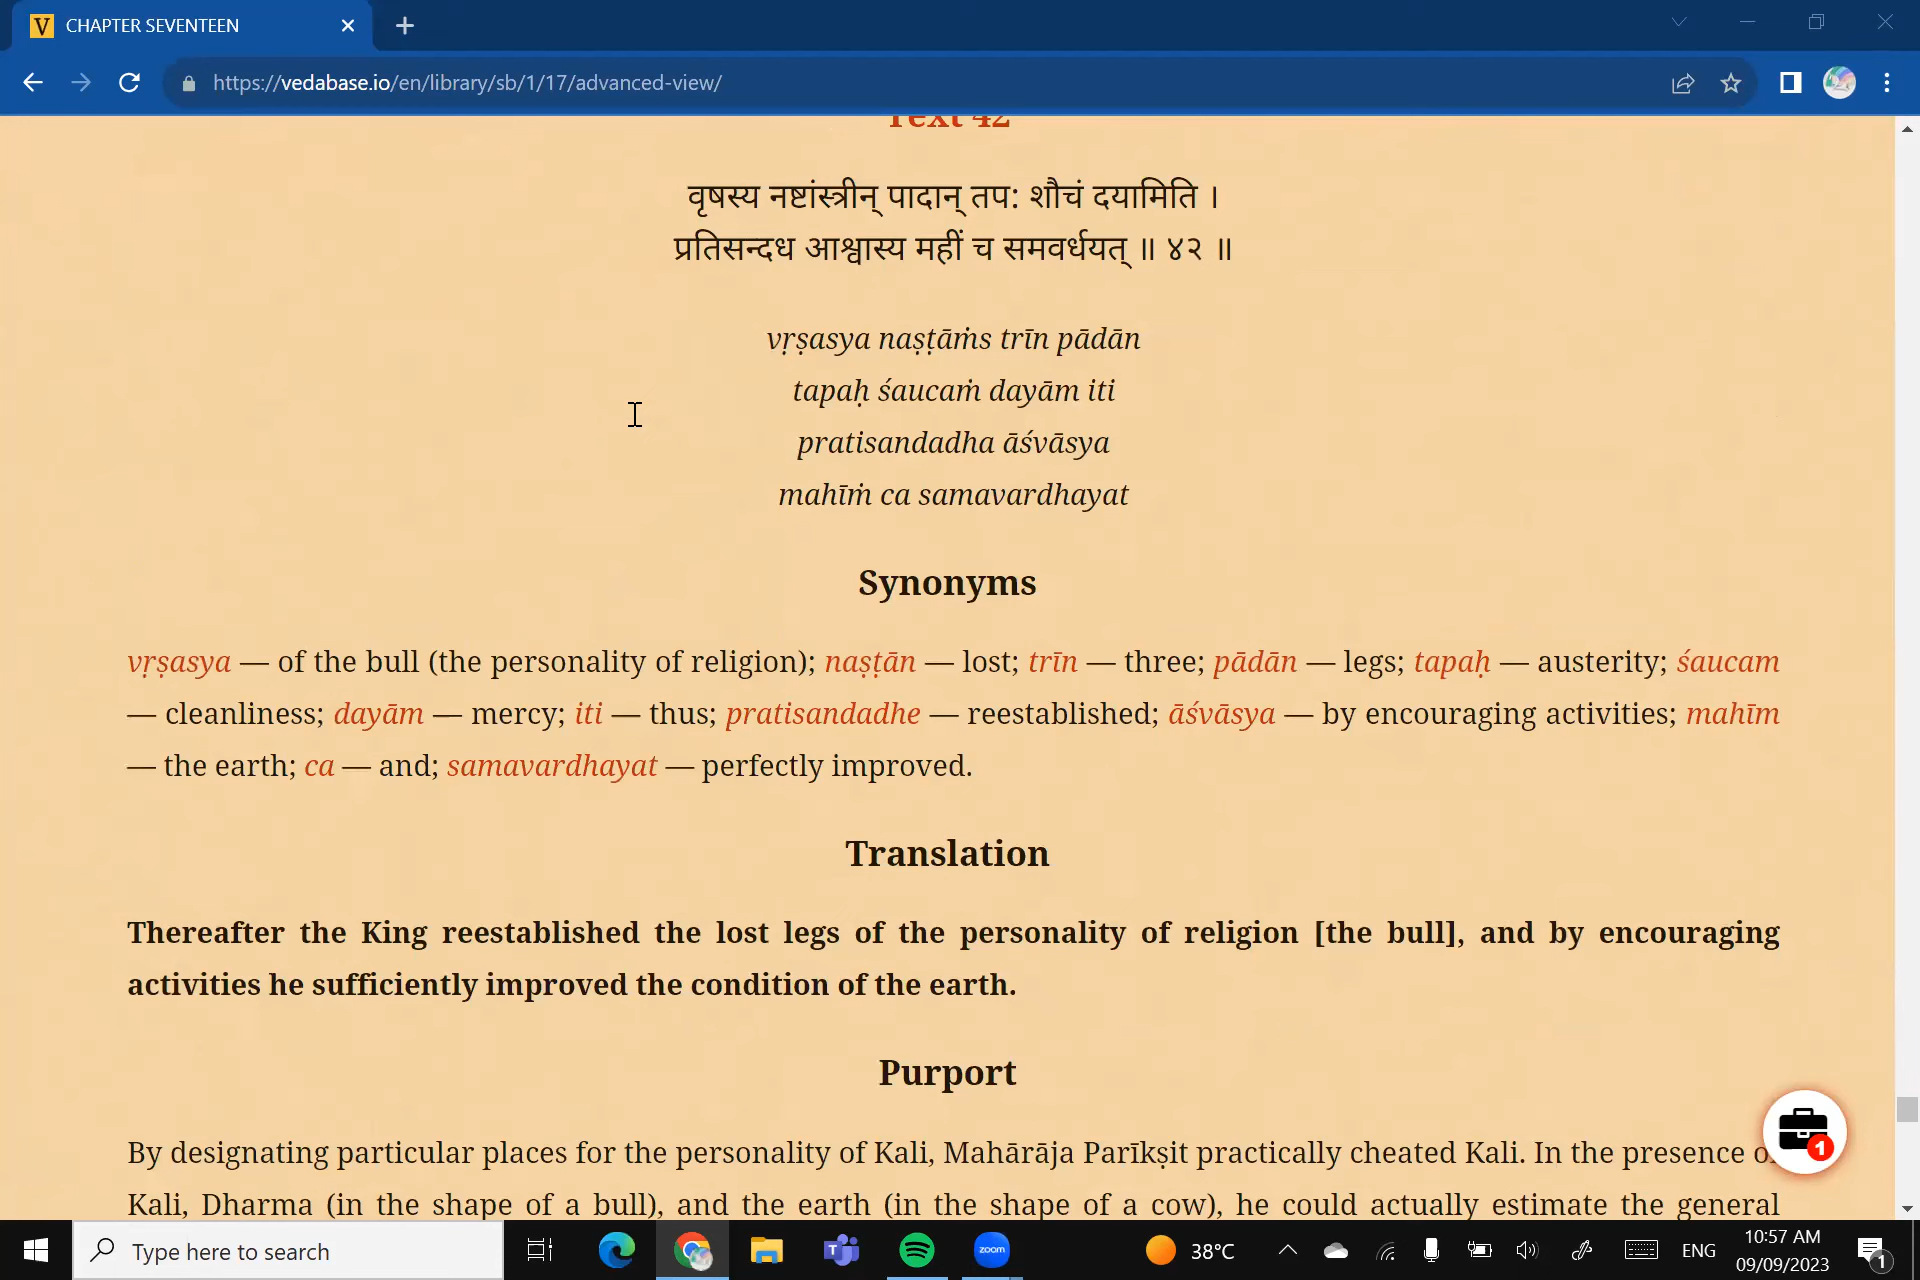 CHAPTER SEVENTEEN
https://vedabase.io/en/library/sb/1/17/advanced-view/
Text 42
वृषस्य नष्टांस्त्रीन् पादान् तप: शौचं दयामिति ।
प्रतिसन्दध आश्वास्य महीं च समवर्धयत् ॥ ४२ ॥
vṛṣasya naṣṭāṁs trīn pādān
tapaḥ śaucaṁ dayām iti
pratisandadha āśvāsya
mahīṁ ca samavardhayat
Synonyms
vṛṣasya — of the bull (the personality of religion); naṣṭān — lost; trīn — three; pādān — legs; tapaḥ — austerity; śaucam
— cleanliness; dayām — mercy; iti — thus; pratisandadhe — reestablished; āśvāsya — by encouraging activities; mahīm
— the earth; ca — and; samavardhayat — perfectly improved.
Translation
Thereafter the King reestablished the lost legs of the personality of religion [the bull], and by encouraging
activities he sufficiently improved the condition of the earth.
Purport
By designating particular places for the personality of Kali, Mahārāja Parīkṣit practically cheated Kali. In the presence of
1
Kali, Dharma (in the shape of a bull), and the earth (in the shape of a cow), he could actually estimate the general
Type here to search
zoom
38°C
ENG
10:57 AM
09/09/2023
1